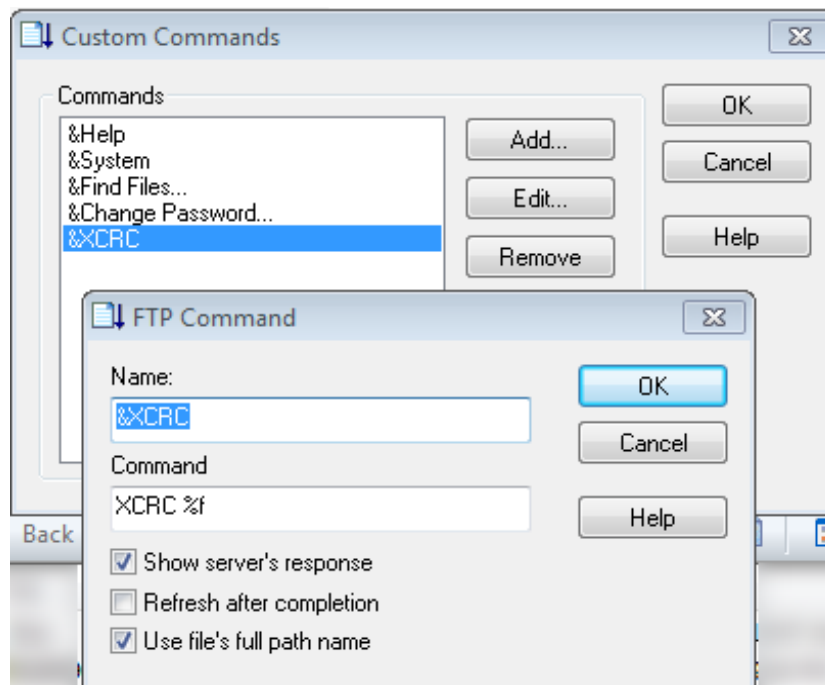 Custom Commands
Commands
&Help
&System
&Find Files...
&Change Password...
&XCRC
Add...
Edit...
Remove
OK
Cancel
Help
FTP Command
Name:
&XCRC
Command
XCRC %f
Show server's response
Refresh after completion
Use file's full path name
OK
Cancel
Help
Back